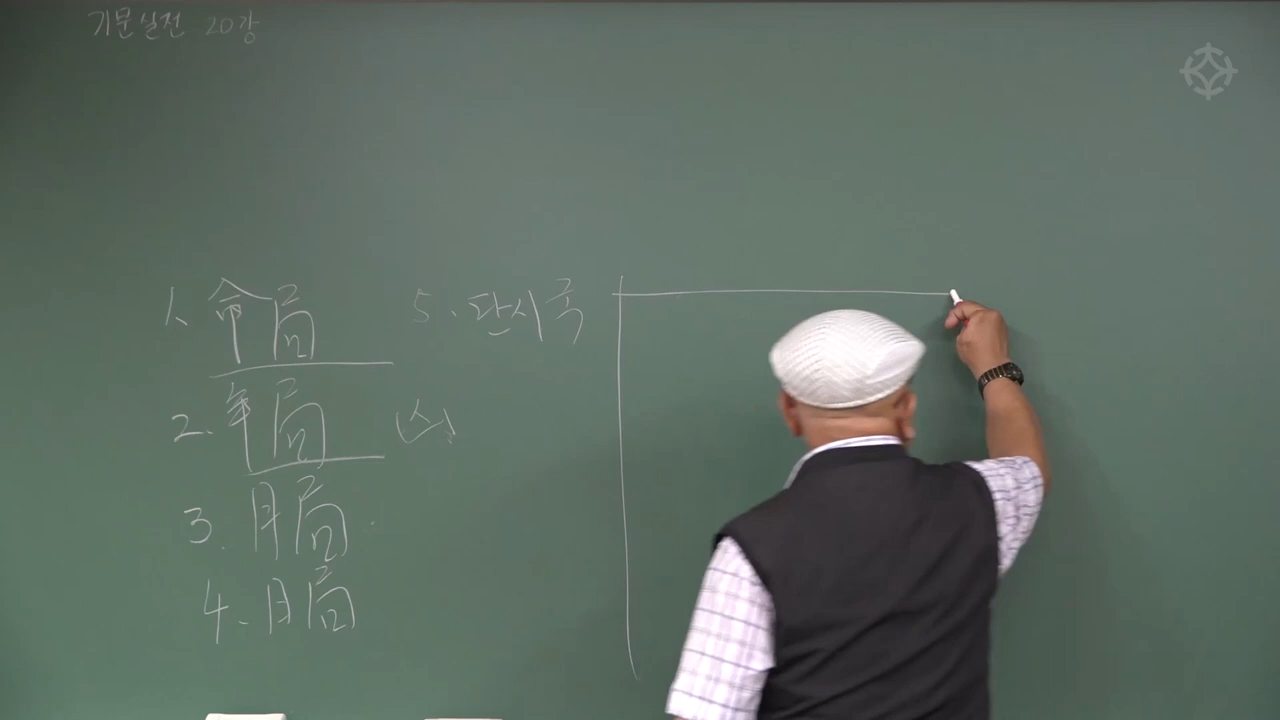 기문실전 20강
1. 命局
2. 年局 凶
3. 月局
4. 日局
5. 단시국